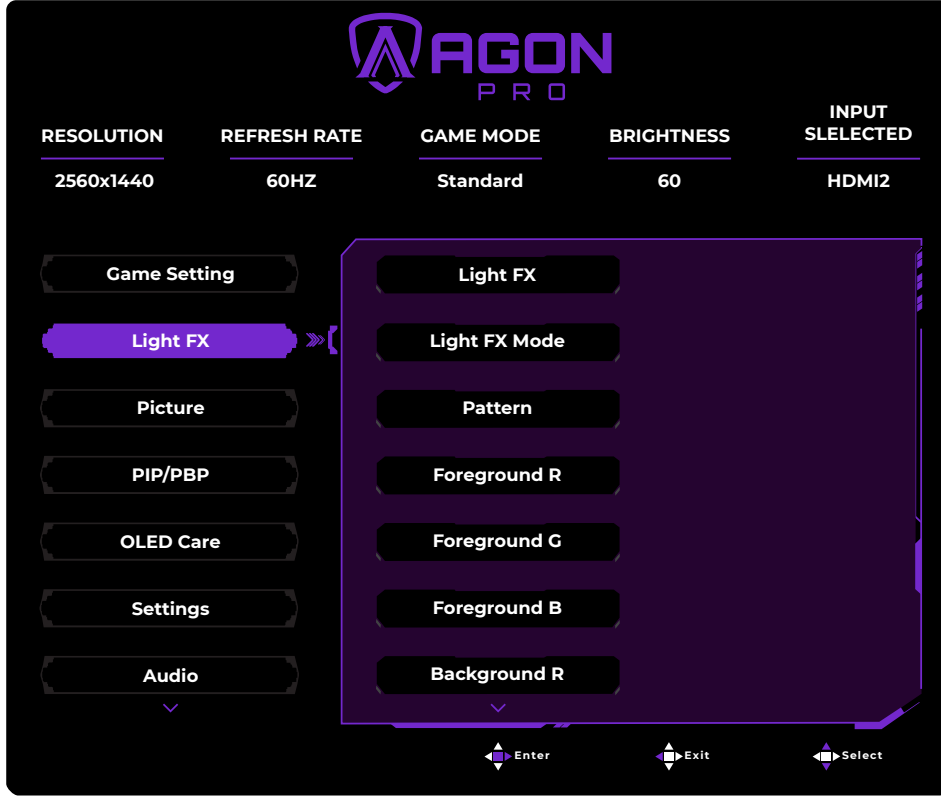 AGON
PRO
RESOLUTION
REFRESH RATE
GAME MODE
BRIGHTNESS
INPUT
SLELECTED
2560x1440
60HZ
Standard
60
HDMI2
Game Setting
Light FX
Picture
PIP/PBP
OLED Care
Settings
Audio
Light FX
Light FX Mode
Pattern
Foreground R
Foreground G
Foreground B
Background R
Enter
Exit
Select